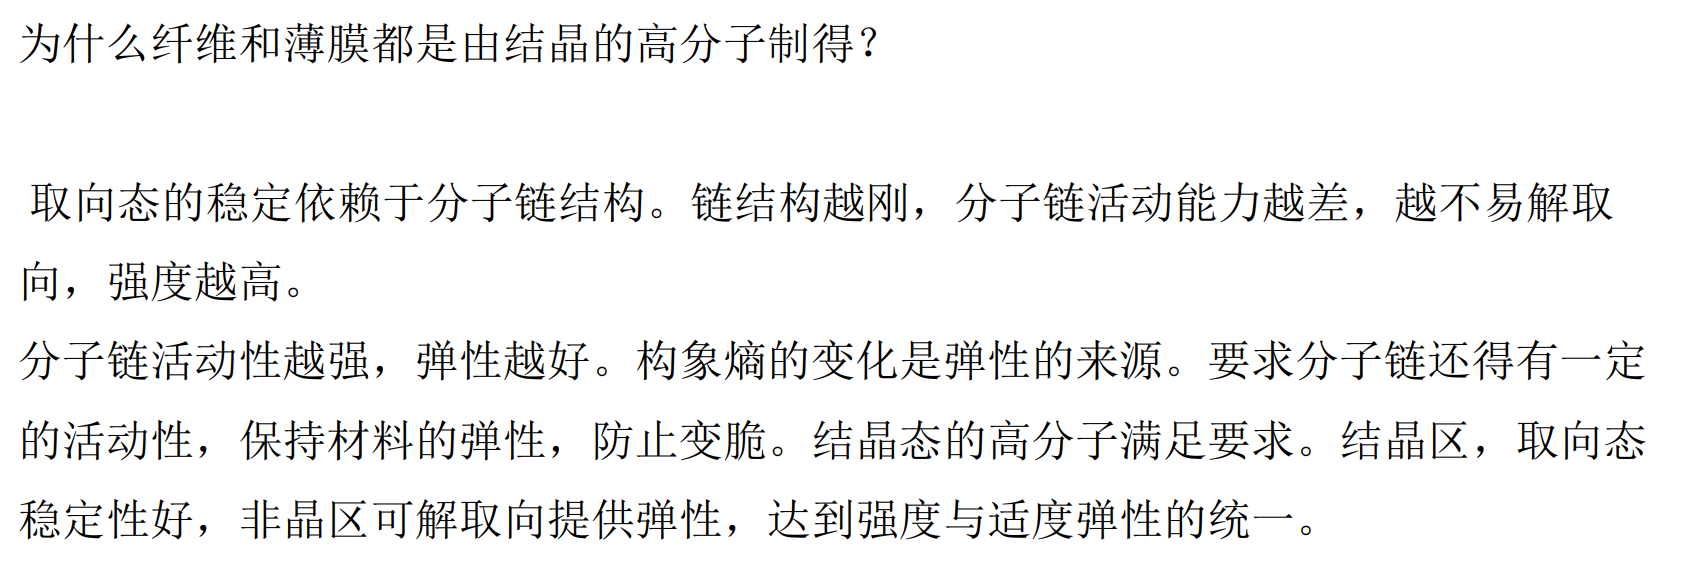 为什么纤维和薄膜都是由结晶的高分子制得？
取向态的稳定依赖于分子链结构。链结构越刚，分子链活动能力越差，越不易解取
向，强度越高。
分子链活动性越强，弹性越好。构象熵的变化是弹性的来源。要求分子链还得有一定
的活动性，保持材料的弹性，防止变脆。结晶态的高分子满足要求。结晶区，取向态
稳定性好，非晶区可解取向提供弹性，达到强度与适度弹性的统一。